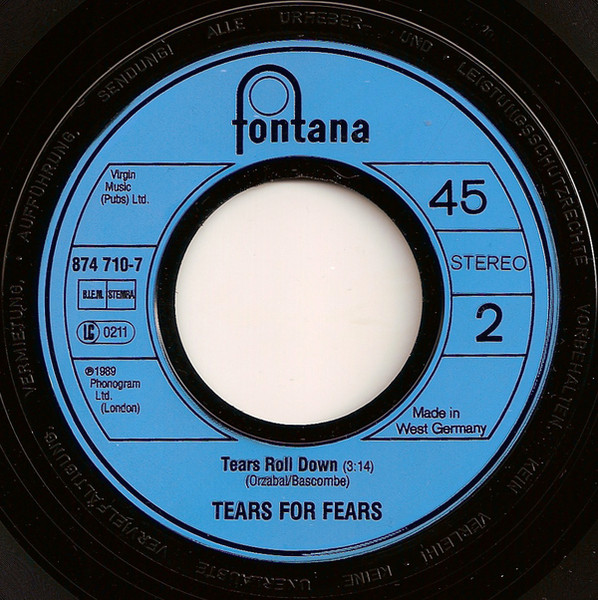 fontana
Virgin
Music
(Pubs) Ltd.
874 710-7
B.I.E.M. STEMRA
LC 0211
℗1989
Phonogram
Ltd.
(London)
45
STEREO
2
Made in
West Germany
Tears Roll Down (3:14)
(Orzabal/Bascombe)
TEARS FOR FEARS
ALLE URHEBER- UND LEISTUNGSSCHUTZRECHTE VORBEHALTEN. KEIN VERLEIH! KEINE UNERLAUBTE VERVIELFÄLTIGUNG, VERMIETUNG, AUFFÜHRUNG, SENDUNG!